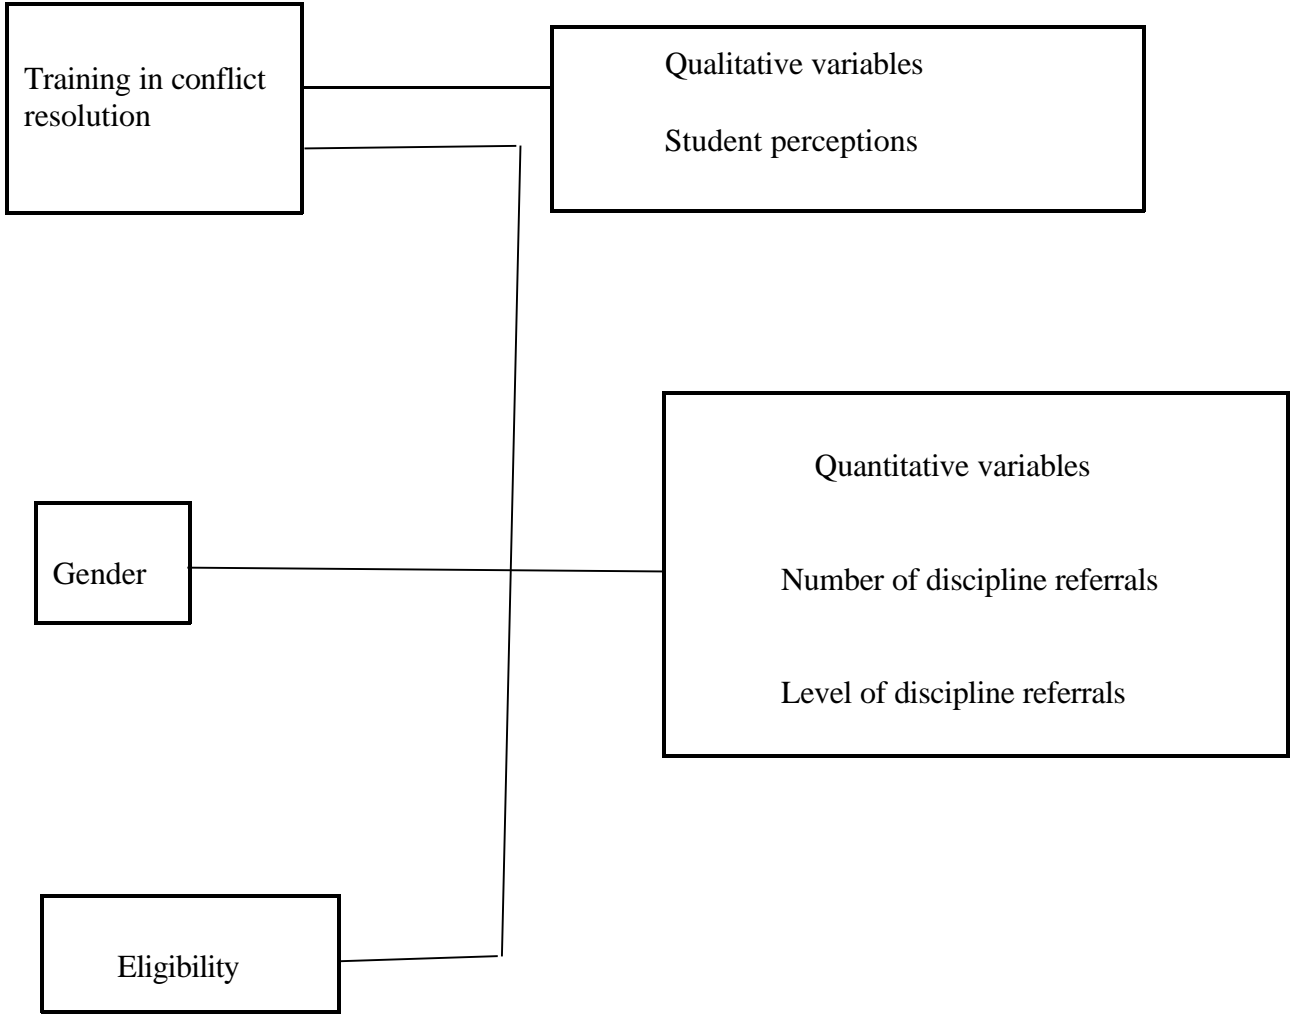 Training in conflict
resolution
Qualitative variables
Student perceptions
Quantitative variables
Gender
Number of discipline referrals
Level of discipline referrals
Eligibility